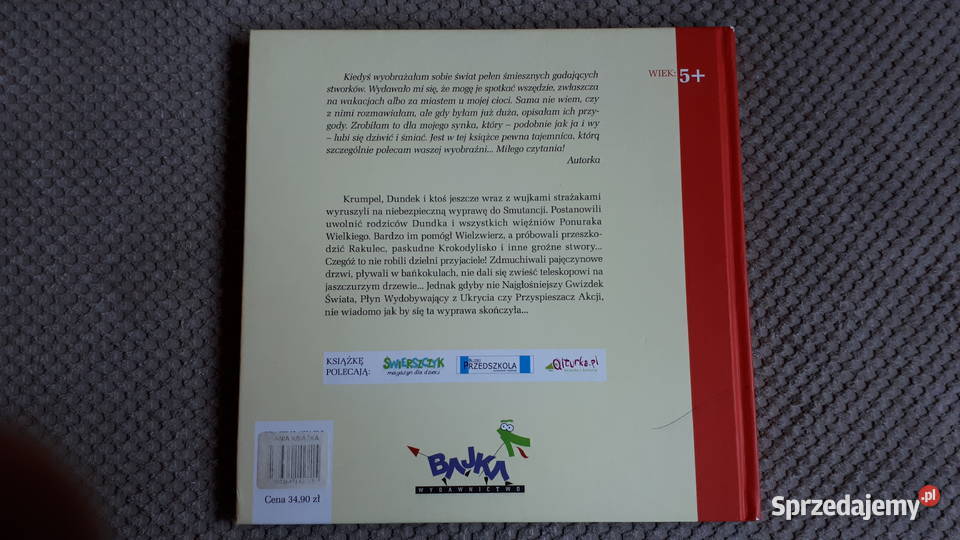 Kiedyś wyobrażałam sobie świat pełen śmiesznych gadających
stworków. Wydawało mi się, że mogę je spotkać wszędzie, zwłaszcza
na wakacjach albo za miastem u mojej cioci. Sama nie wiem, czy
z nimi rozmawiałam, ale gdy byłam już duża, opisałam ich przy-
gody. Zrobiłam to dla mojego synka, który – podobnie jak ja i wy
– lubi się dziwić i śmiać. Jest w tej książce pewna tajemnica, którą
szczególnie polecam waszej wyobraźni... Miłego czytania!
Autorka
WIEK: 5+
Krumpel, Dundek i ktoś jeszcze wraz z wujkami strażakami
wyruszyli na niebezpieczną wyprawę do Smutancji. Postanowili
uwolnić rodziców Dundka i wszystkich więźniów Ponuraka
Wielkiego. Bardzo im pomógł Wielzwierz, a próbowali przeszko-
dzić Rakulec, paskudne Krokodylisko i inne groźne stwory...
Czegóż to nie robili dzielni przyjaciele! Zdmuchiwali pajęczynowe
drzwi, pływali w bańkokulach, nie dali się zwieść teleskopowi na
jaszczurzym drzewie... Jednak gdyby nie Najgłośniejszy Gwizdek
Świata, Płyn Wydobywający z Ukrycia czy Przyspieszacz Akcji,
nie wiadomo jak by się ta wyprawa skończyła...
KSIĄŻKĘ
POLECAJĄ:
ŚWIERSZCZYK
magazyn dla dzieci
PRZEDSZKOLA
Qlturka.pl
TANIA KSIĄŻKA
Cena 34.90 zł
BAJKA
WYDAWNICTWO
Sprzedajemy.pl